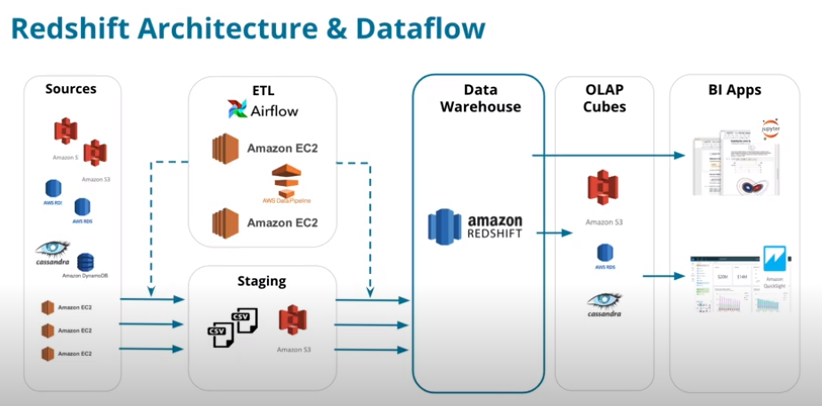 Redshift Architecture & Dataflow
Sources
Amazon S
Amazon S3
AWS RDS
AWS RDS
cassandra
Amazon DynamoDB
Amazon EC2
Amazon EC2
Amazon EC2
ETL
Airflow
Amazon EC2
AWS Data Pipeline
Amazon EC2
Staging
CSV
CSV
Amazon S3
Data
Warehouse
amazon
REDSHIFT
OLAP
Cubes
Amazon S3
AWS RDS
cassandra
BI Apps
jupyter
Amazon
QuickSight